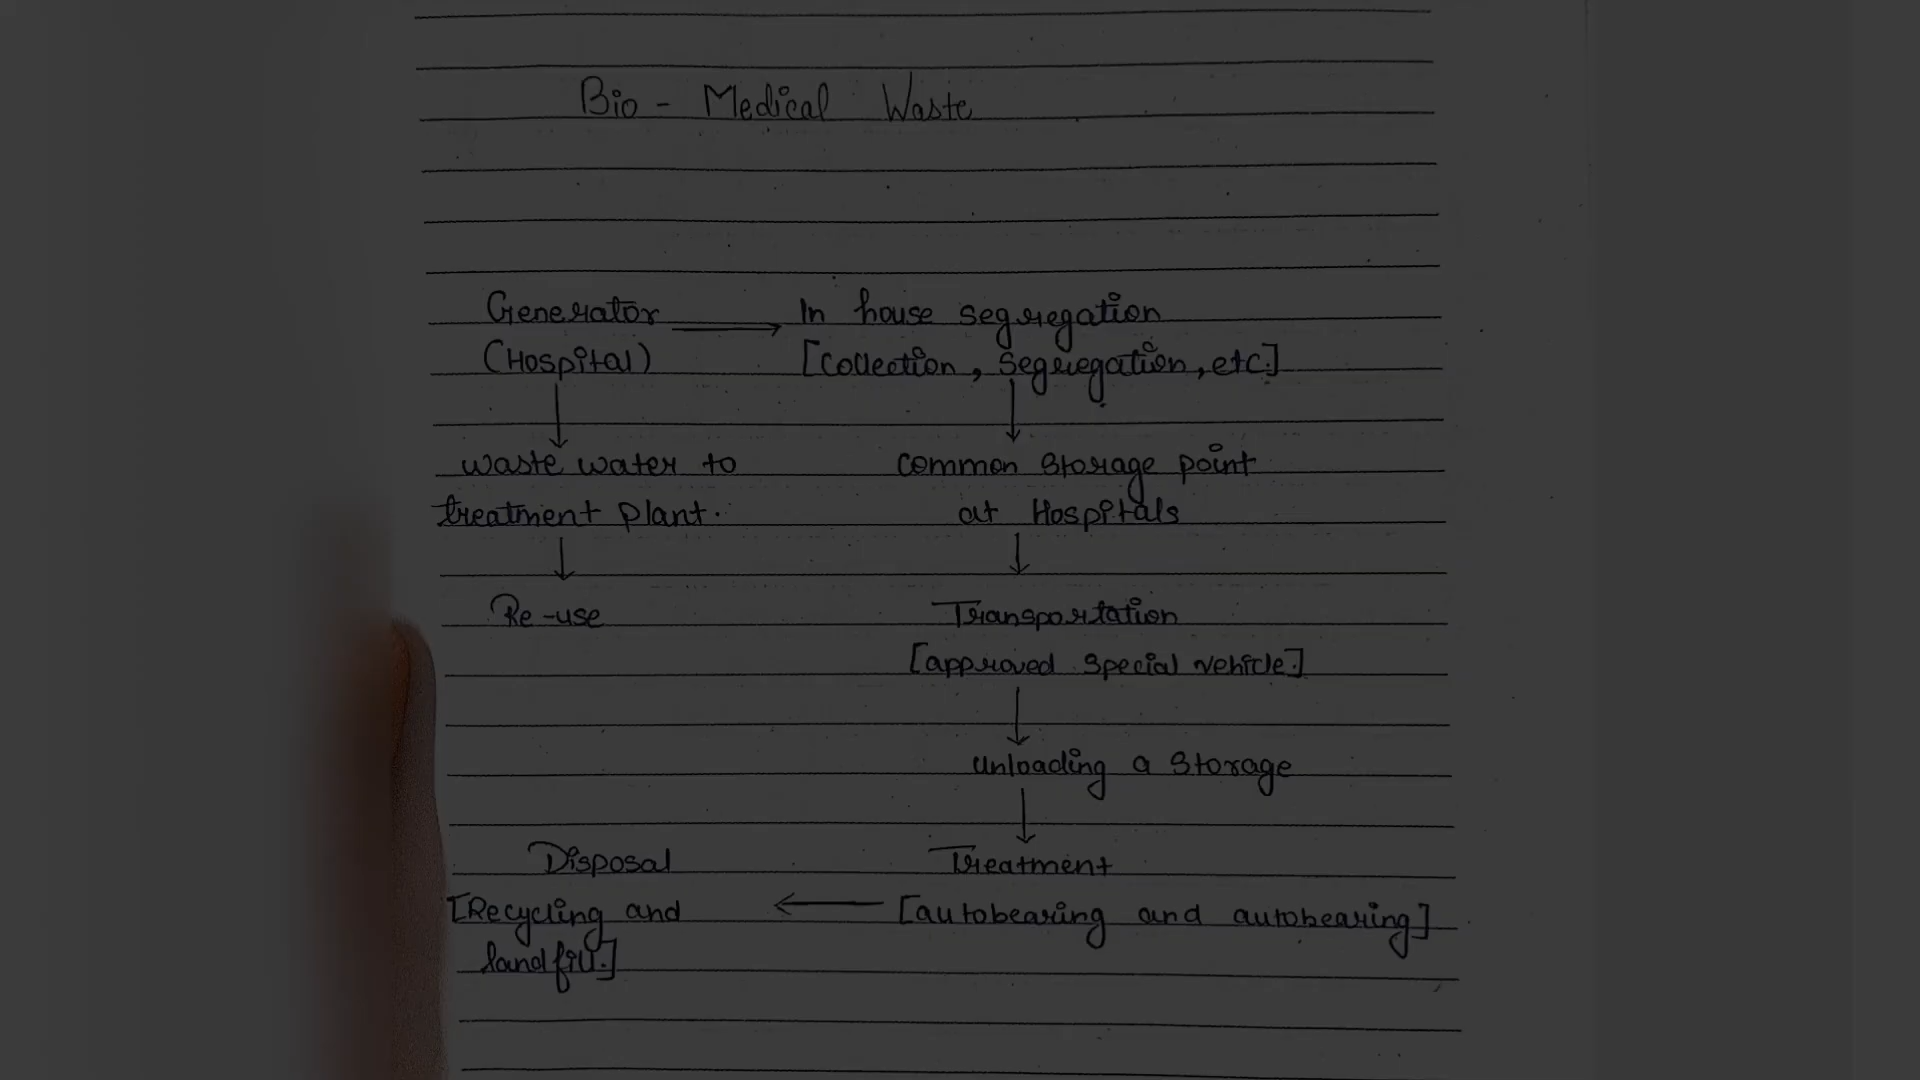 Bio - Medical Waste
Generator → In house segregation
(Hospital) [Collection, segregation, etc.]
↓ ↓
waste water to common storage point
treatment plant. at Hospitals
↓ ↓
Re-use Transportation
[approved special vehicle.]
↓
unloading a storage
↓
Disposal Treatment
[Recycling and ← [autobearing and autobearing]
landfill.]